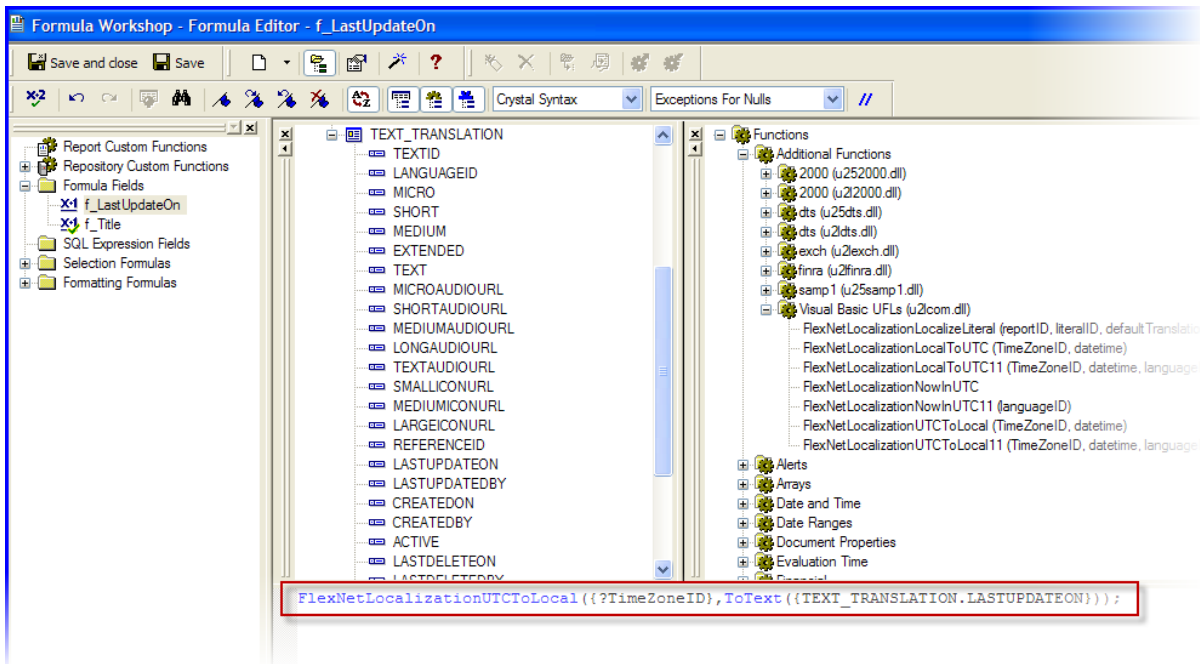 Formula Workshop - Formula Editor - f_LastUpdateOn
Save and close Save
Crystal Syntax Exceptions For Nulls
Report Custom Functions
Repository Custom Functions
Formula Fields
f_LastUpdateOn
f_Title
SQL Expression Fields
Selection Formulas
Formatting Formulas
TEXT_TRANSLATION
TEXTID
LANGUAGEID
MICRO
SHORT
MEDIUM
EXTENDED
TEXT
MICROAUDIOURL
SHORTAUDIOURL
MEDIUMAUDIOURL
LONGAUDIOURL
TEXTAUDIOURL
SMALLICONURL
MEDIUMICONURL
LARGEICONURL
REFERENCEID
LASTUPDATEON
LASTUPDATEDBY
CREATEDON
CREATEDBY
ACTIVE
LASTDELETEON
LASTDELETEDBY
Functions
Additional Functions
2000 (u252000.dll)
2000 (u2l2000.dll)
dts (u25dts.dll)
dts (u2ldts.dll)
exch (u2lexch.dll)
finra (u2lfinra.dll)
samp1 (u25samp1.dll)
Visual Basic UFLs (u2lcom.dll)
FlexNetLocalizationLocalizeLiteral (reportID, literalID, defaultTranslatio
FlexNetLocalizationLocalToUTC (TimeZoneID, datetime)
FlexNetLocalizationLocalToUTC11 (TimeZoneID, datetime, language
FlexNetLocalizationNowInUTC
FlexNetLocalizationNowInUTC11 (languageID)
FlexNetLocalizationUTCToLocal (TimeZoneID, datetime)
FlexNetLocalizationUTCToLocal11 (TimeZoneID, datetime, language
Alerts
Arrays
Date and Time
Date Ranges
Document Properties
Evaluation Time
Financial
FlexNetLocalizationUTCToLocal({?TimeZoneID},ToText({TEXT_TRANSLATION.LASTUPDATEON}));